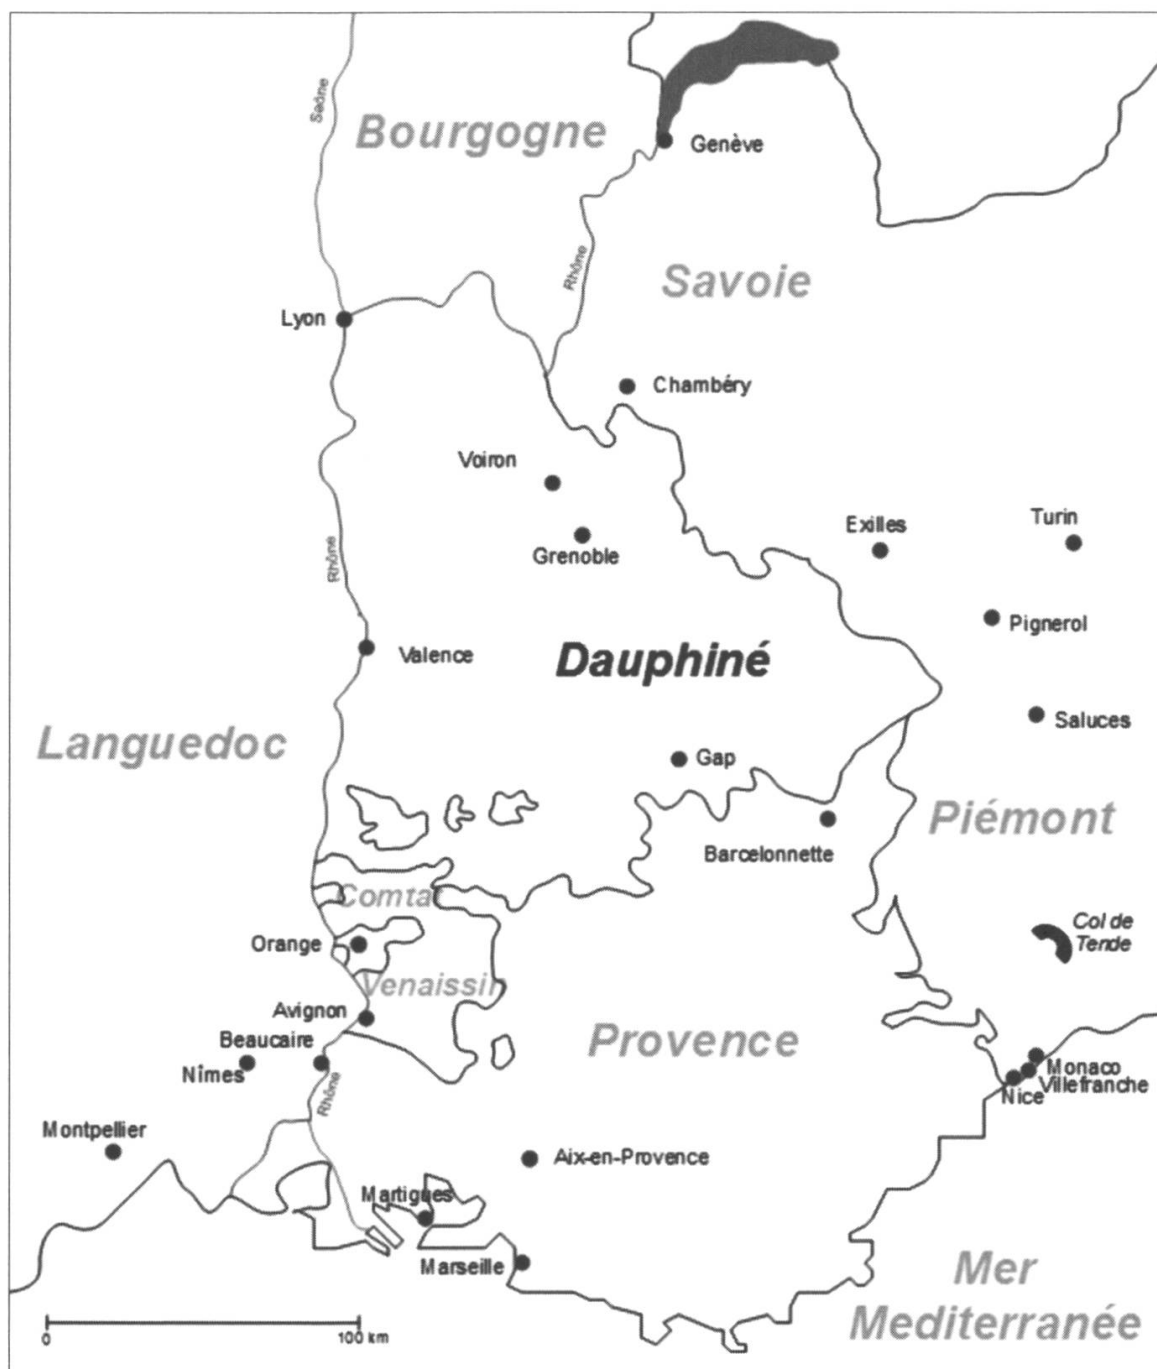 Saône
Bourgogne
Genève
Rhône
Savoie
Lyon
Chambéry
Voiron
Grenoble
Exilles
Turin
Rhône
Pignerol
Valence
Dauphiné
Saluces
Languedoc
Gap
Piémont
Barcelonnette
Comtat
Col de
Tende
Orange
Venaissin
Avignon
Beaucaire
Provence
Nîmes
Monaco
Villefranche
Nice
Rhône
Montpellier
Aix-en-Provence
Martigues
Marseille
Mer
Mediterranée
0 100 km